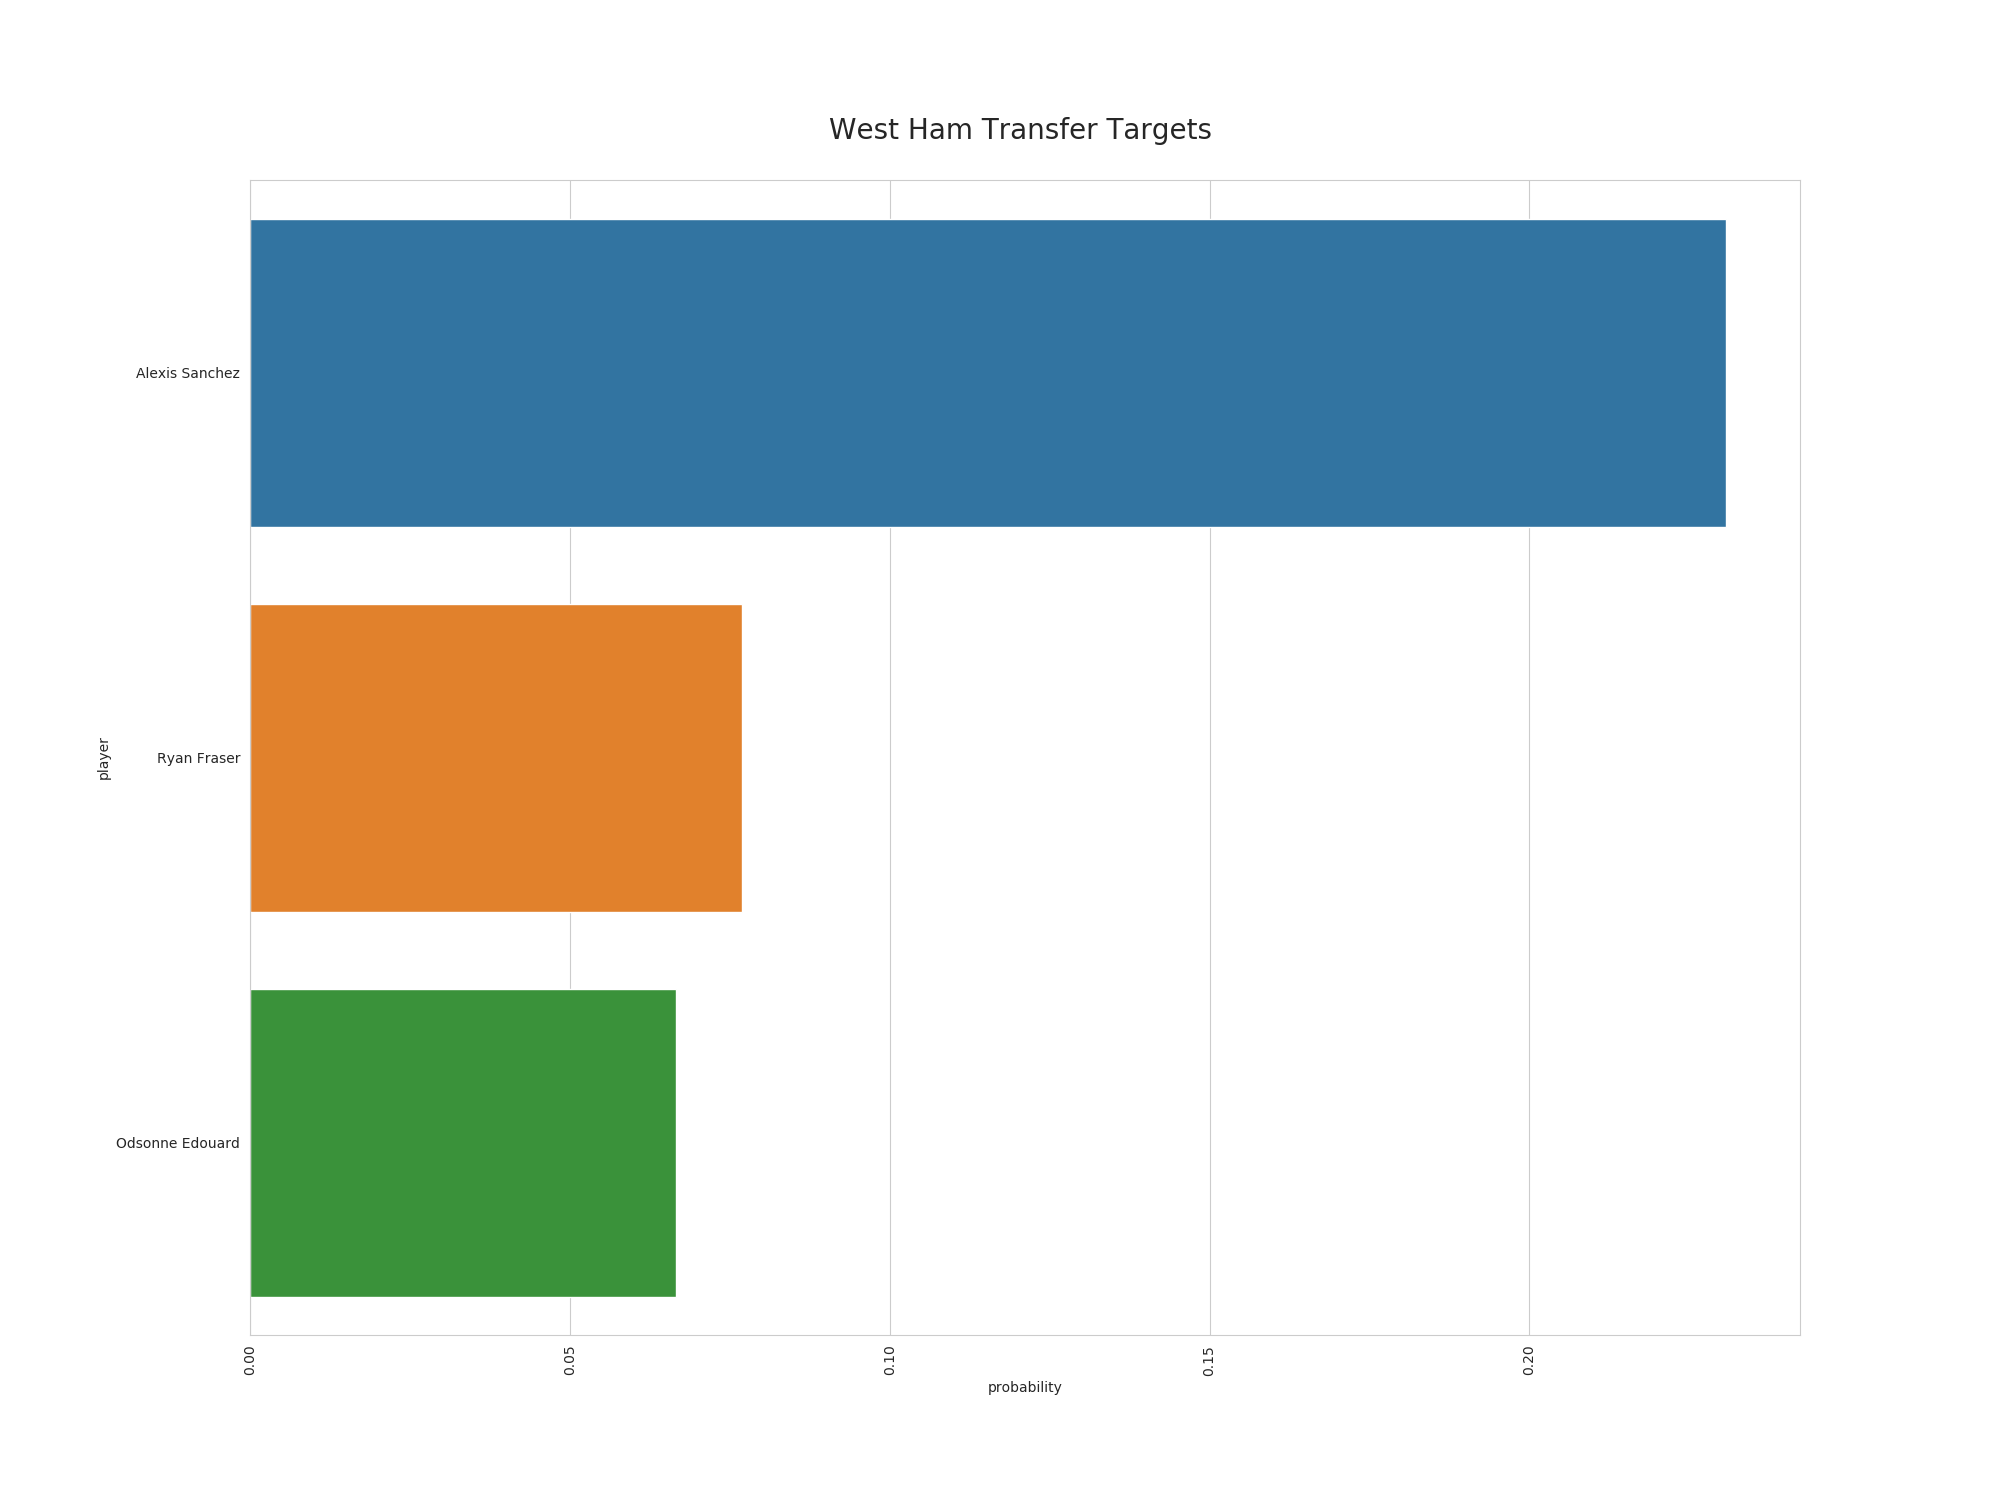 West Ham Transfer Targets
Alexis Sanchez
Ryan Fraser
Odsonne Edouard
player
0.00
0.05
0.10
0.15
0.20
probability